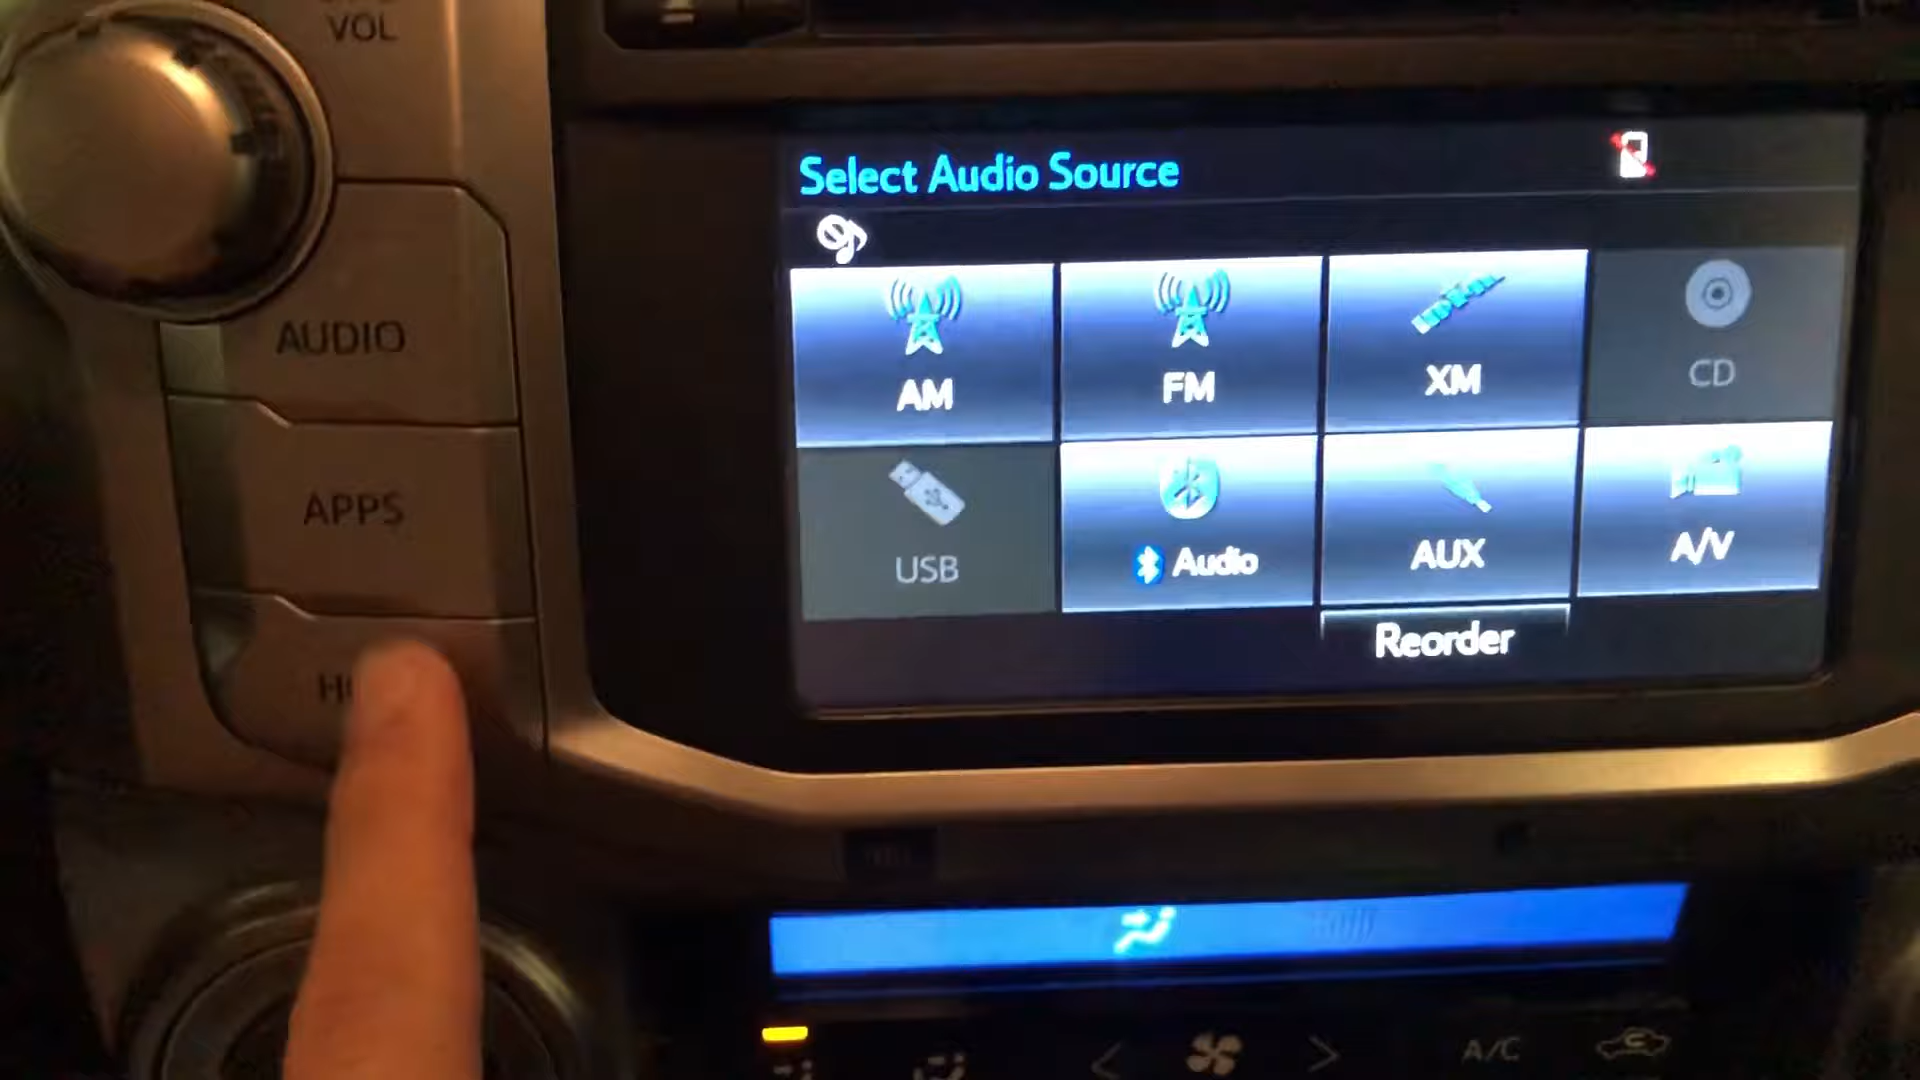 VOL
Select Audio Source
AM
FM
XM
CD
AUDIO
APPS
USB
Audio
AUX
A/V
Reorder
A/C